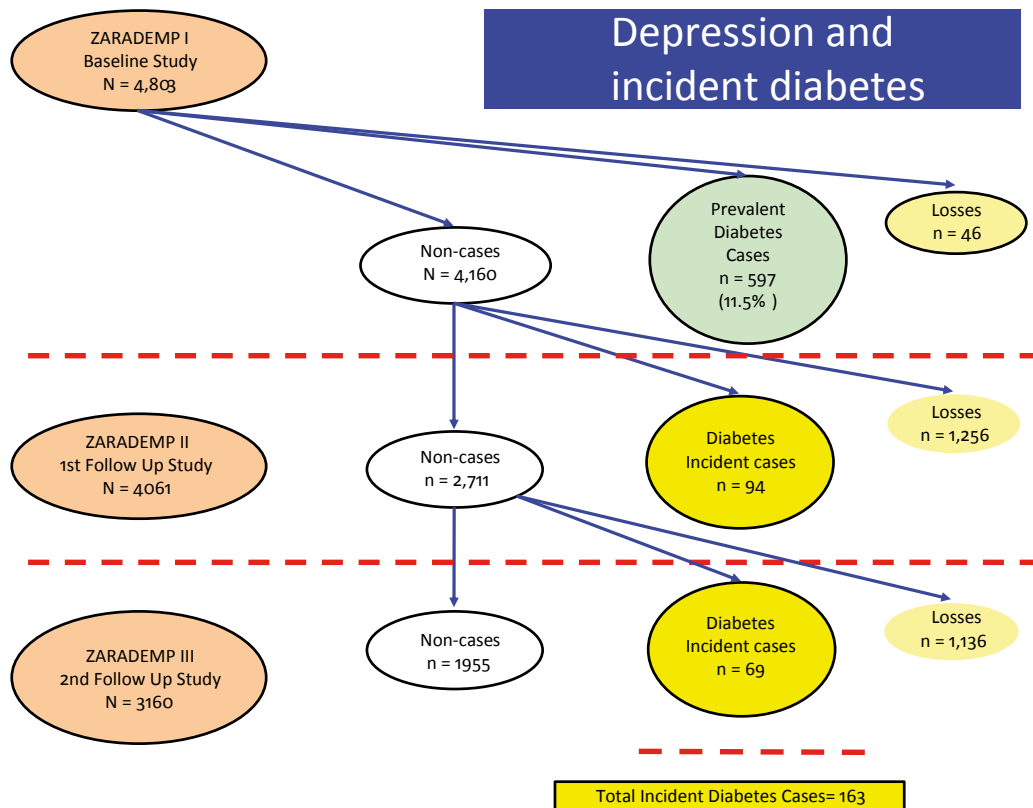 Depression and
incident diabetes
ZARADEMP I
Baseline Study
N = 4,803
Prevalent
Diabetes
Cases
n = 597
(11.5% )
Losses
n = 46
Non-cases
N = 4,160
ZARADEMP II
1st Follow Up Study
N = 4061
Non-cases
n = 2,711
Diabetes
Incident cases
n = 94
Losses
n = 1,256
ZARADEMP III
2nd Follow Up Study
N = 3160
Non-cases
n = 1955
Diabetes
Incident cases
n = 69
Losses
n = 1,136
Total Incident Diabetes Cases= 163